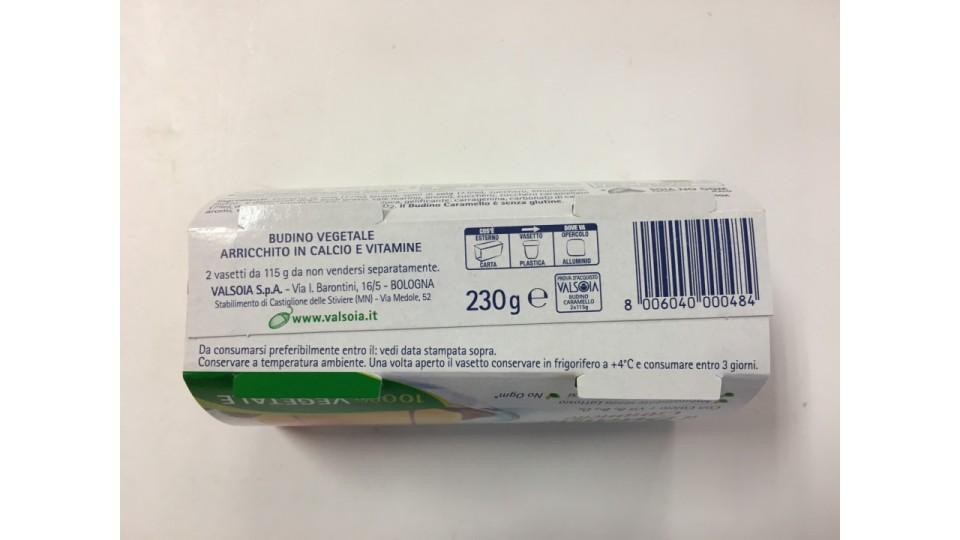 D2. Il Budino Caramello è senza glutine.
BUDINO VEGETALE
ARRICCHITO IN CALCIO E VITAMINE
2 vasetti da 115 g da non vendersi separatamente.
VALSOIA S.p.A. - Via I. Barontini, 16/5 - BOLOGNA
Stabilimento di Castiglione delle Stiviere (MN) - Via Medole, 52
www.valsoia.it
COS'È DOVE VA
ESTERNO VASETTO OPERCOLO
CARTA PLASTICA ALLUMINIO
230 g e
PROVA D'ACQUISTO
VALSOIA
BUDINO
CARAMELLO
2x115g
8 006040 000484
Da consumarsi preferibilmente entro il: vedi data stampata sopra.
Conservare a temperatura ambiente. Una volta aperto il vasetto conservare in frigorifero a +4°C e consumare entro 3 giorni.
100% VEGETALE
No Ogm*